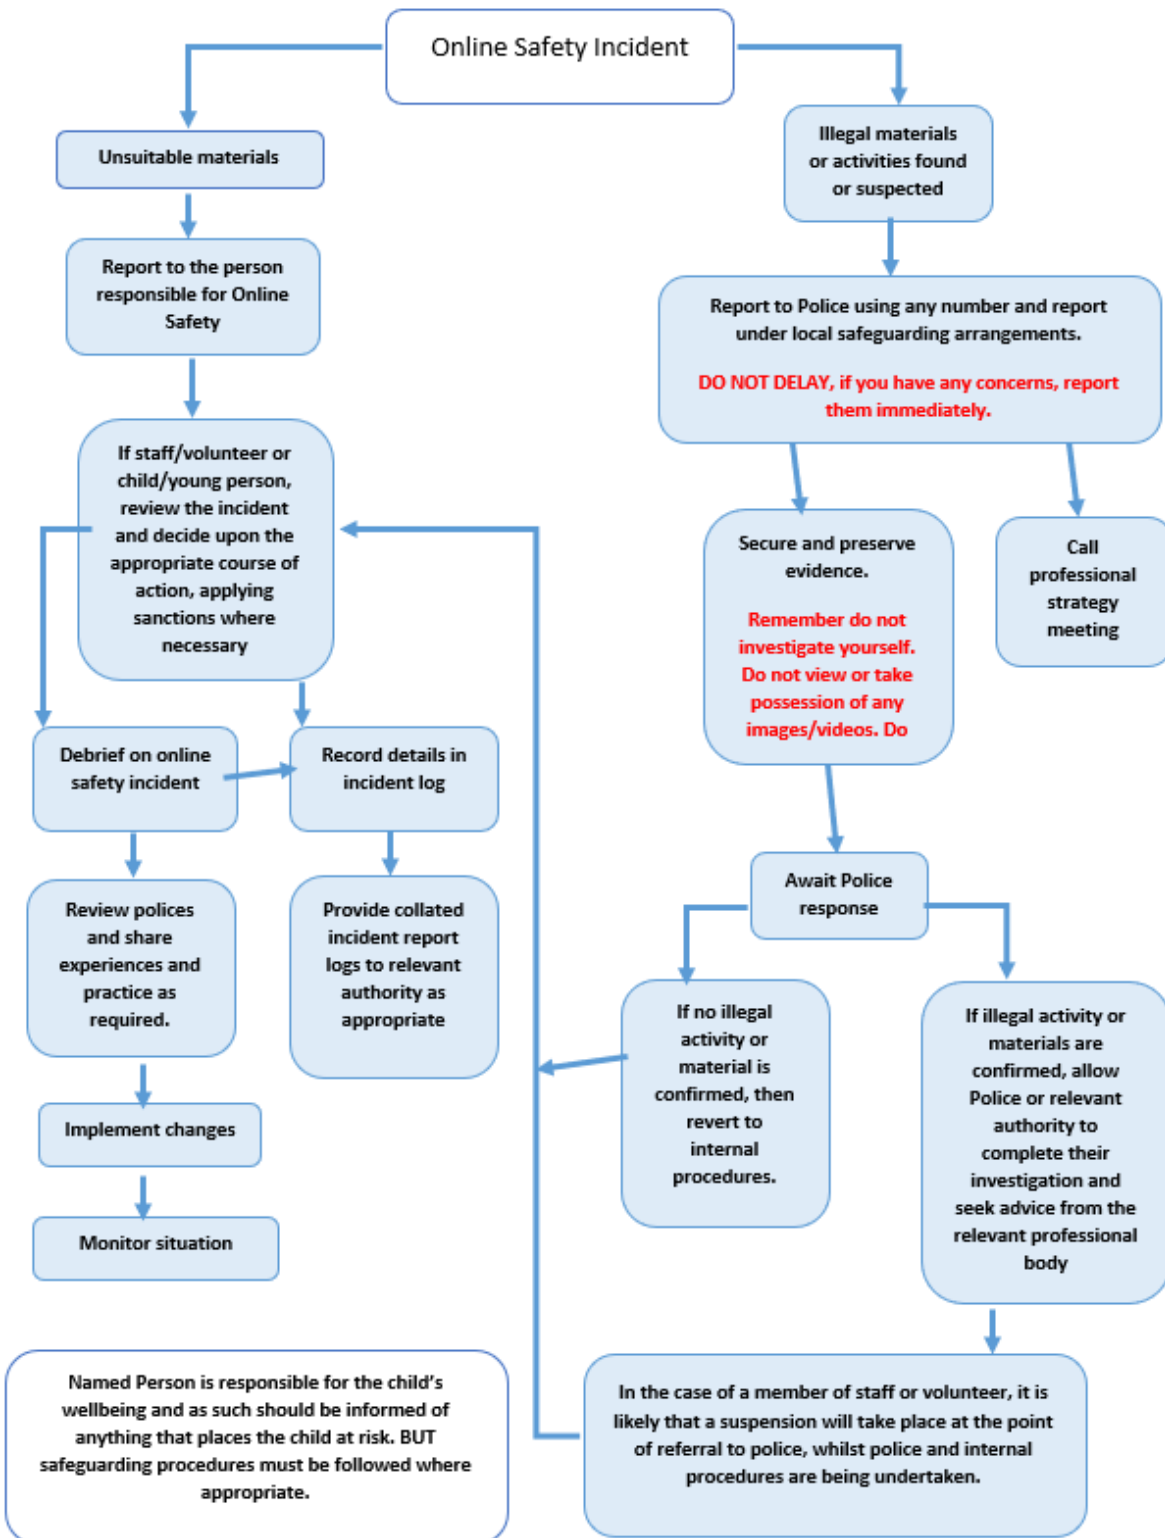 Online Safety Incident
Unsuitable materials
Report to the person
responsible for Online
Safety
If staff/volunteer or
child/young person,
review the incident
and decide upon the
appropriate course of
action, applying
sanctions where
necessary
Debrief on online
safety incident
Record details in
incident log
Review polices
and share
experiences and
practice as
required.
Provide collated
incident report
logs to relevant
authority as
appropriate
Implement changes
Monitor situation
Illegal materials
or activities found
or suspected
Report to Police using any number and report
under local safeguarding arrangements.
DO NOT DELAY, if you have any concerns, report
them immediately.
Secure and preserve
evidence.
Remember do not
investigate yourself.
Do not view or take
possession of any
images/videos. Do
Call
professional
strategy
meeting
Await Police
response
If no illegal
activity or
material is
confirmed, then
revert to
internal
procedures.
If illegal activity or
materials are
confirmed, allow
Police or relevant
authority to
complete their
investigation and
seek advice from the
relevant professional
body
In the case of a member of staff or volunteer, it is
likely that a suspension will take place at the point
of referral to police, whilst police and internal
procedures are being undertaken.
Named Person is responsible for the child's
wellbeing and as such should be informed of
anything that places the child at risk. BUT
safeguarding procedures must be followed where
appropriate.